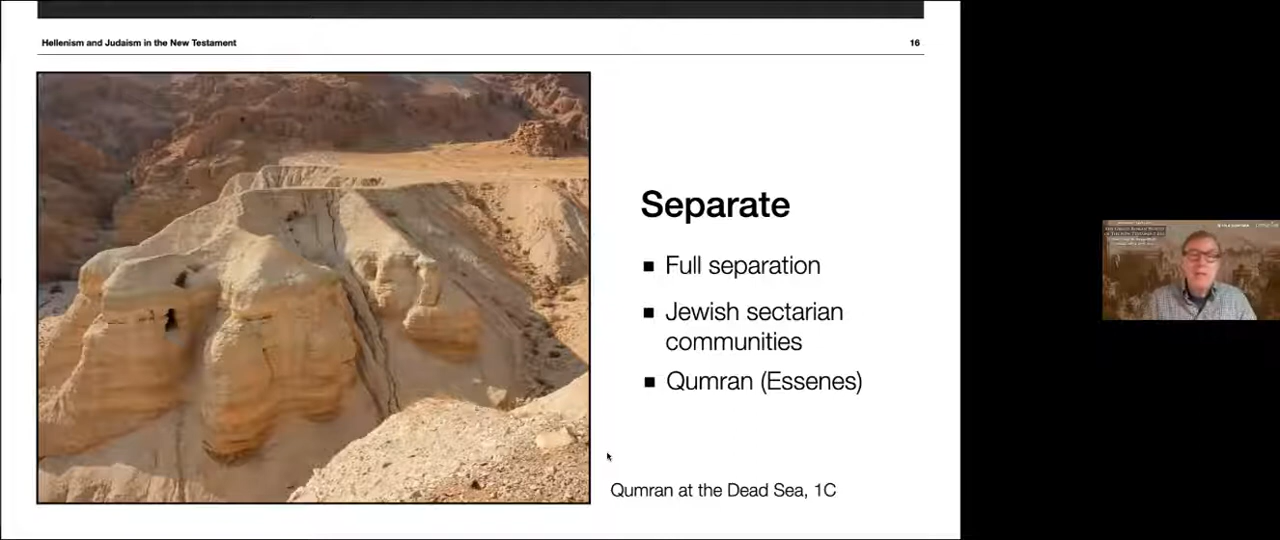 Hellenism and Judaism in the New Testament
16
Separate
■ Full separation
■ Jewish sectarian
communities
■ Qumran (Essenes)
Qumran at the Dead Sea, 1C